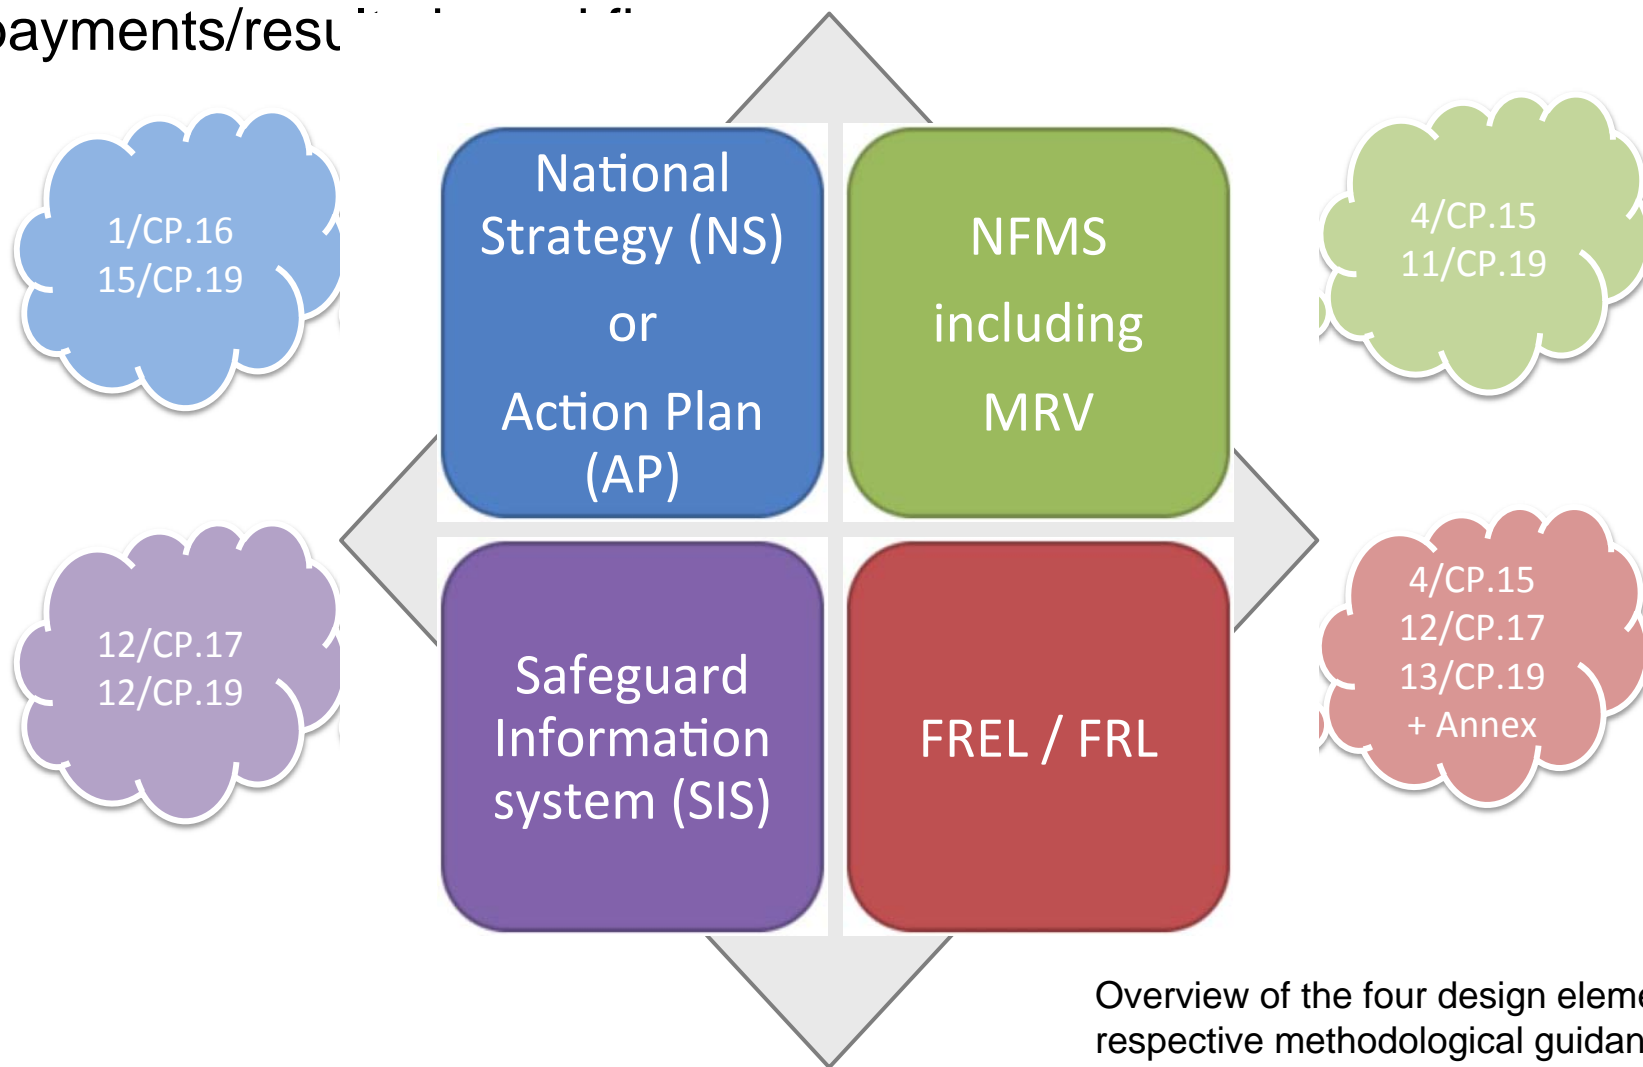 payments/resu
1/CP.16
15/CP.19
National
Strategy (NS)
or
Action Plan
(AP)
NFMS
including
MRV
4/CP.15
11/CP.19
12/CP.17
12/CP.19
Safeguard
Information
system (SIS)
FREL / FRL
4/CP.15
12/CP.17
13/CP.19
+ Annex
Overview of the four design eleme
respective methodological guidan